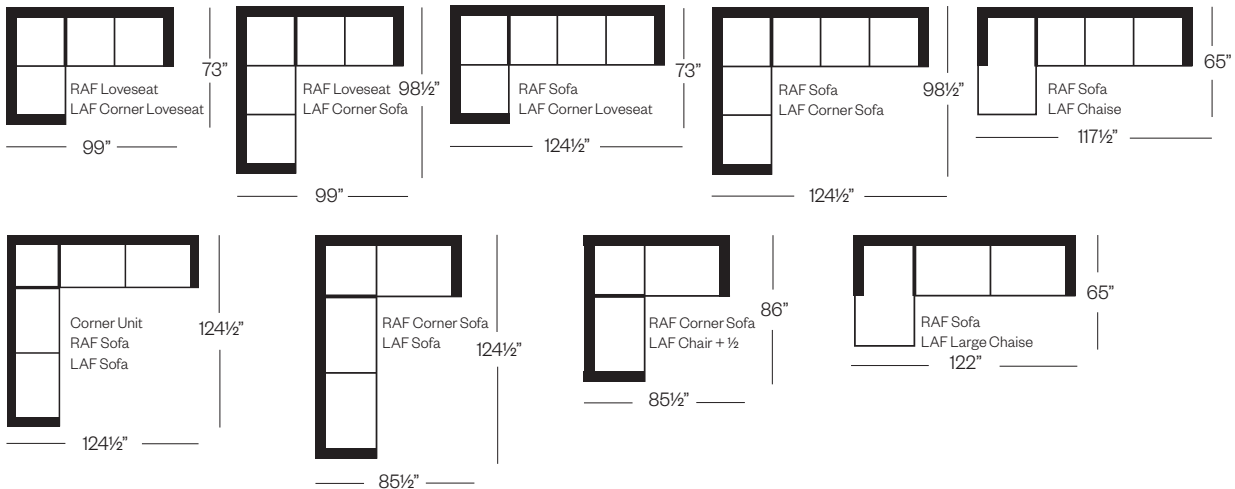 RAF Loveseat
LAF Corner Loveseat
73”
99”
RAF Loveseat
LAF Corner Sofa
98½”
99”
RAF Sofa
LAF Corner Loveseat
73”
124½”
RAF Sofa
LAF Corner Sofa
98½”
124½”
RAF Sofa
LAF Chaise
65”
117½”
Corner Unit
RAF Sofa
LAF Sofa
124½”
124½”
RAF Corner Sofa
LAF Sofa
124½”
85½”
RAF Corner Sofa
LAF Chair + ½
86”
85½”
RAF Sofa
LAF Large Chaise
65”
122”